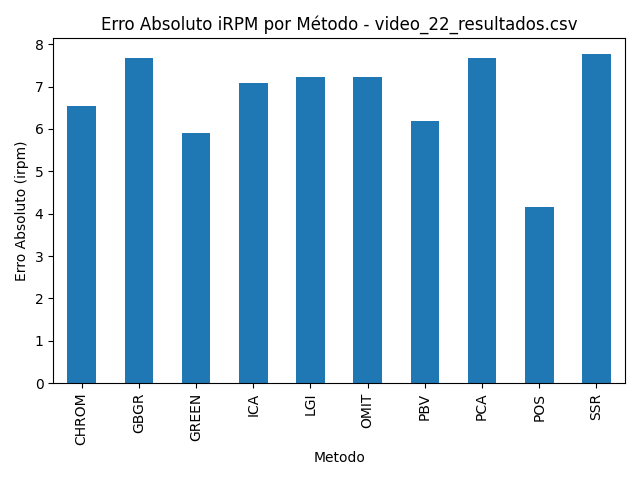 Erro Absoluto iRPM por Método - video_22_resultados.csv
8
7
6
5
4
3
2
1
0
Erro Absoluto (irpm)
CHROM
GBGR
GREEN
ICA
LGI
OMIT
PBV
PCA
POS
SSR
Metodo